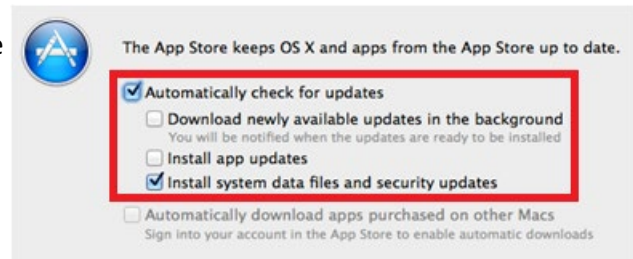 e
The App Store keeps OS X and apps from the App Store up to date.
Automatically check for updates
Download newly available updates in the background
You will be notified when the updates are ready to be installed
Install app updates
Install system data files and security updates
Automatically download apps purchased on other Macs
Sign into your account in the App Store to enable automatic downloads